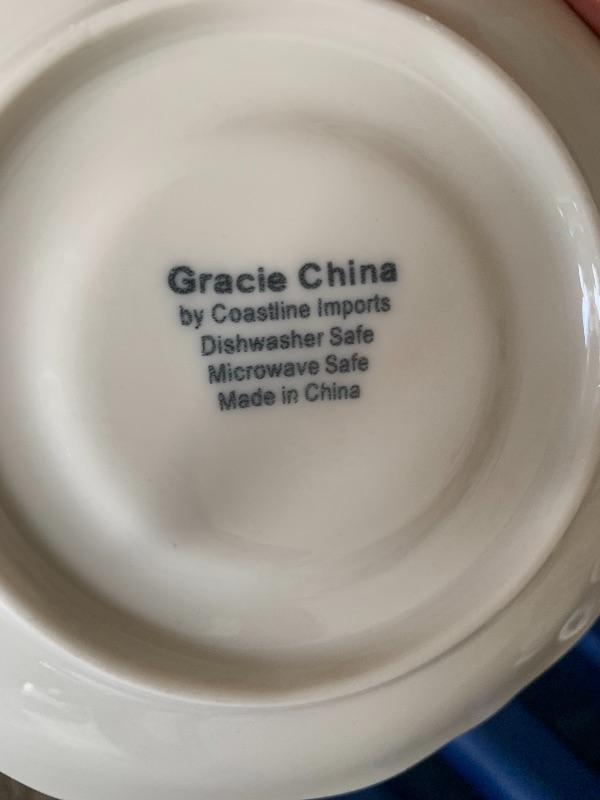 Gracie China
by Coastline Imports
Dishwasher Safe
Microwave Safe
Made in China